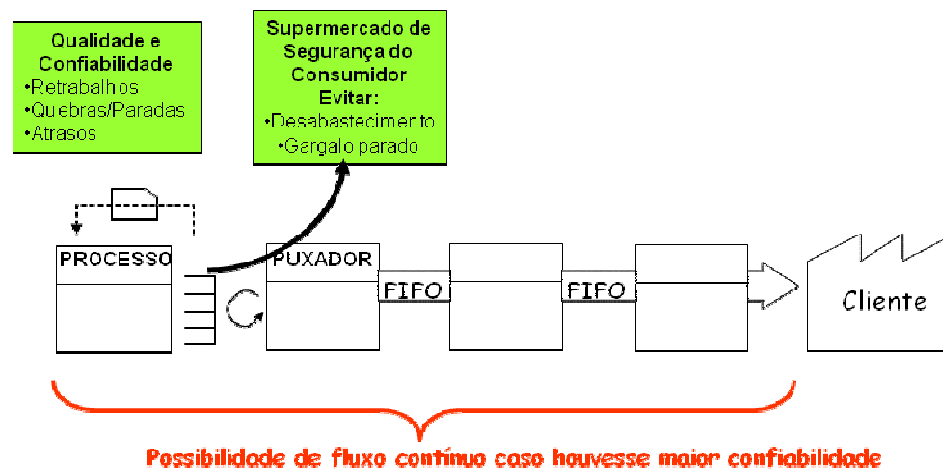 Qualidade e
Confiabilidade
•Retrabalhos
•Quebras/Paradas
•Atrasos
Supermercado de
Segurança do
Consumidor
Evitar:
•Desabastecimento
•Gargalo parado
PROCESSO
PUXADOR
FIFO
FIFO
Cliente
Possibilidade de fluxo contínuo caso houvesse maior confiabilidade